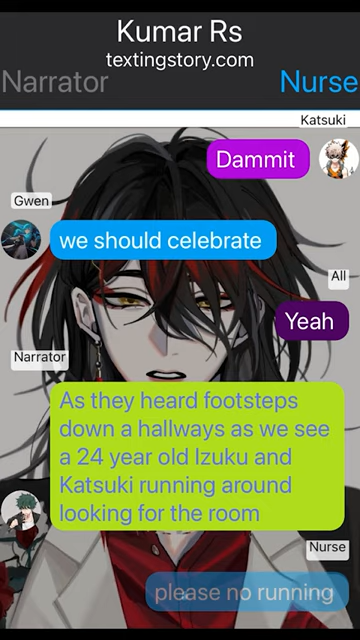 Kumar Rs
textingstory.com
Narrator
Nurse
Katsuki
Dammit
Gwen
we should celebrate
All
Yeah
Narrator
As they heard footsteps
down a hallways as we see
a 24 year old Izuku and
Katsuki running around
looking for the room
Nurse
please no running